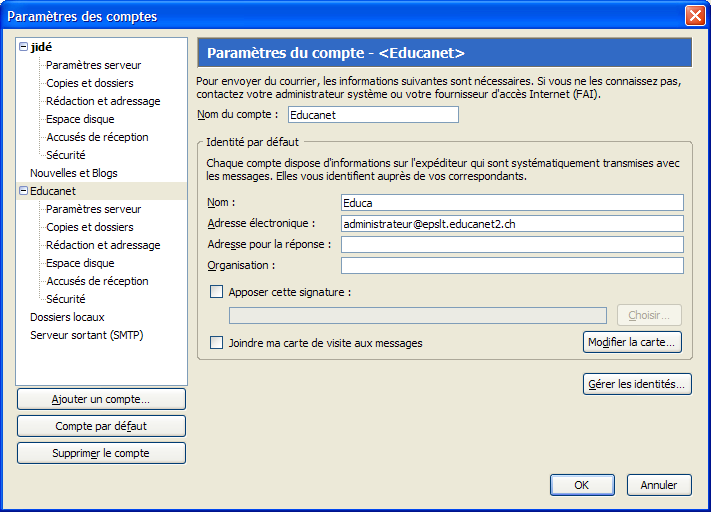 Paramètres des comptes
jidé
Paramètres serveur
Copies et dossiers
Rédaction et adressage
Espace disque
Accusés de réception
Sécurité
Nouvelles et Blogs
Educanet
Paramètres serveur
Copies et dossiers
Rédaction et adressage
Espace disque
Accusés de réception
Sécurité
Dossiers locaux
Serveur sortant (SMTP)
Ajouter un compte...
Compte par défaut
Supprimer le compte
Paramètres du compte - <Educanet>
Pour envoyer du courrier, les informations suivantes sont nécessaires. Si vous ne les connaissez pas,
contactez votre administrateur système ou votre fournisseur d'accès Internet (FAI).
Nom du compte : Educanet
Identité par défaut
Chaque compte dispose d'informations sur l'expéditeur qui sont systématiquement transmises avec
les messages. Elles vous identifient auprès de vos correspondants.
Nom : Educa
Adresse électronique : administrateur@epslt.educanet2.ch
Adresse pour la réponse :
Organisation :
Apposer cette signature :
Choisir...
Joindre ma carte de visite aux messages
Modifier la carte...
Gérer les identités...
OK
Annuler